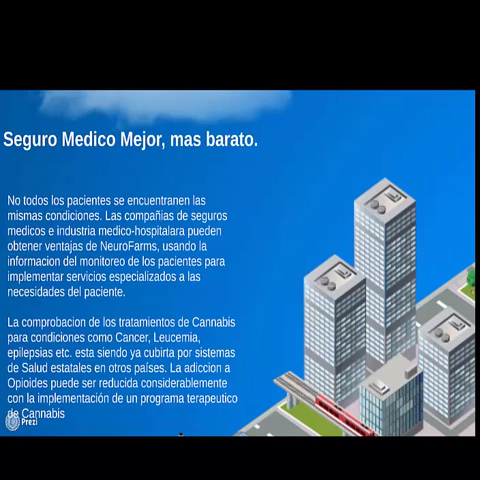 Seguro Medico Mejor, mas barato.
No todos los pacientes se encuentranen las
mismas condiciones. Las compañias de seguros
medicos e industria medico-hospitalara pueden
obtener ventajas de NeuroFarms, usando la
informacion del monitoreo de los pacientes para
implementar servicios especializados a las
necesidades del paciente.
La comprobacion de los tratamientos de Cannabis
para condiciones como Cancer, Leucemia,
epilepsias etc. esta siendo ya cubirta por sistemas
de Salud estatales en otros países. La adiccion a
Opioides puede ser reducida considerablemente
con la implementación de un programa terapeutico
de Cannabis
Prezi